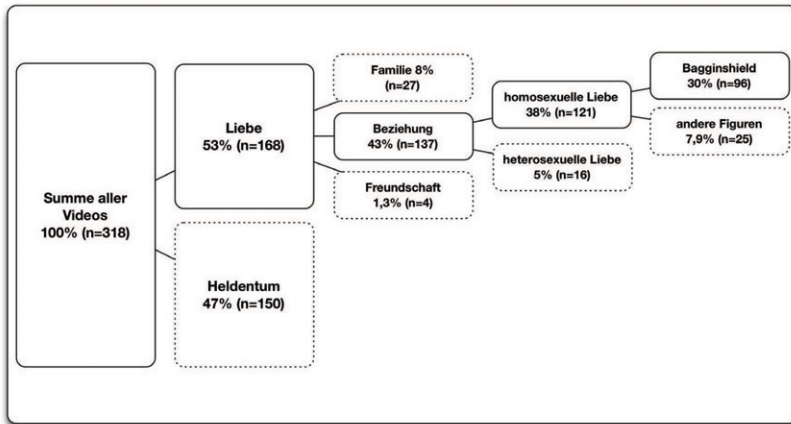 Summe aller
Videos
100% (n=318)
Liebe
53% (n=168)
Heldentum
47% (n=150)
Familie 8%
(n=27)
Beziehung
43% (n=137)
Freundschaft
1,3% (n=4)
homosexuelle Liebe
38% (n=121)
heterosexuelle Liebe
5% (n=16)
Bagginshield
30% (n=96)
andere Figuren
7,9% (n=25)